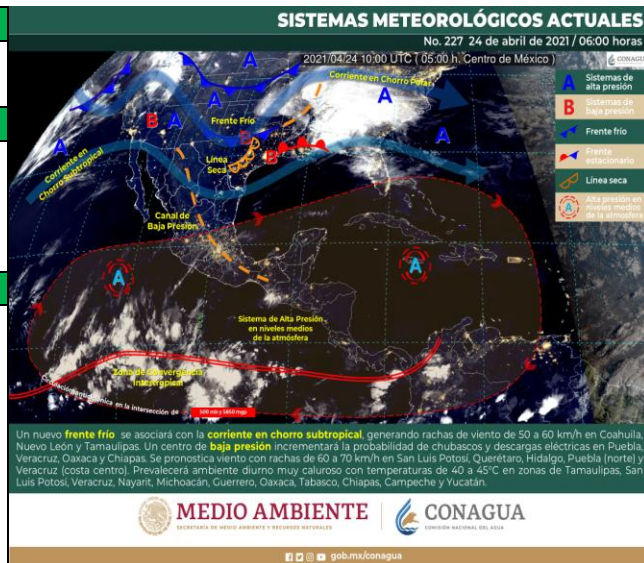 SISTEMAS METEOROLÓGICOS ACTUALES
No. 227 24 de abril de 2021 / 06:00 horas
2021/04/24 10:00 UTC ( 05:00 h. Centro de México )
CONAGUA
A Sistemas de alta presión
B Sistemas de baja presión
Frente frío
Frente estacionario
Línea seca
A Alta presión en niveles medios de la atmósfera
Corriente en Chorro Polar
A
A
A
A
A
A
A
B
B
B
Frente Frío
Línea
Seca
Corriente en
Chorro Subtropical
Canal de
Baja Presión
A
A
Sistema de Alta Presión
en niveles medios
de la atmósfera
Zona de Convergencia
Intertropical
en la intersección de
500 mb y 5850 mgp
Un nuevo frente frío se asociará con la corriente en chorro subtropical, generando rachas de viento de 50 a 60 km/h en Coahuila,
Nuevo León y Tamaulipas. Un centro de baja presión incrementará la probabilidad de chubascos y descargas eléctricas en Puebla,
Veracruz, Oaxaca y Chiapas. Se pronostica viento con rachas de 60 a 70 km/h en San Luis Potosí, Querétaro, Hidalgo, Puebla (norte) y
Veracruz (costa centro). Prevalecerá ambiente diurno muy caluroso con temperaturas de 40 a 45°C en zonas de Tamaulipas, San
Luis Potosí, Veracruz, Nayarit, Michoacán, Guerrero, Oaxaca, Tabasco, Chiapas, Campeche y Yucatán.
MEDIO AMBIENTE
SECRETARÍA DE MEDIO AMBIENTE Y RECURSOS NATURALES
CONAGUA
COMISIÓN NACIONAL DEL AGUA
gob.mx/conagua